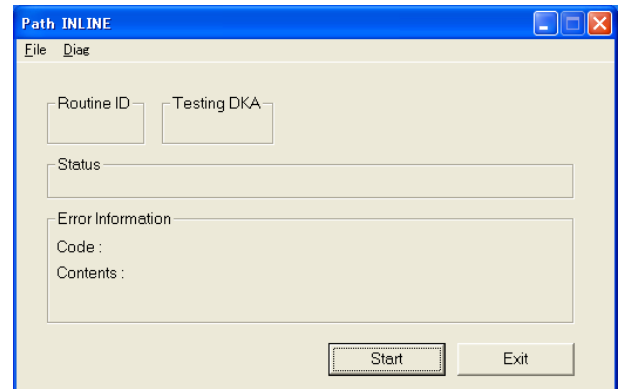 Path INLINE
File Diag
Routine ID Testing DKA
Status
Error Information
Code :
Contents :
Start Exit